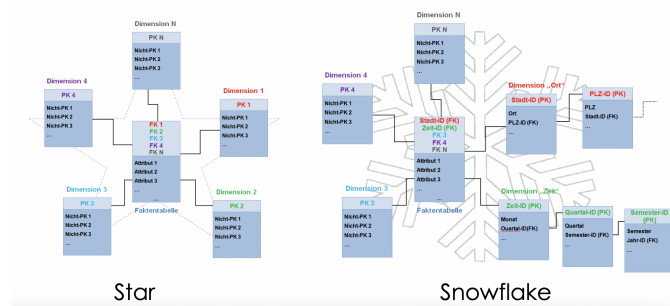 Dimension N
PK N
Nicht-PK 1
Nicht-PK 2
Nicht-PK 3
...
Dimension 4
PK 4
Nicht-PK 1
Nicht-PK 2
Nicht-PK 3
...
Dimension 1
PK 1
Nicht-PK 1
Nicht-PK 2
Nicht-PK 3
...
FK 1
FK 2
FK 3
FK 4
FK N
Attribut 1
Attribut 2
Attribut 3
...
Faktentabelle
Dimension 3
PK 3
Nicht-PK 1
Nicht-PK 2
Nicht-PK 3
...
Dimension 2
PK 2
Nicht-PK 1
Nicht-PK 2
Nicht-PK 3
...
Star
Dimension N
PK N
Nicht-PK 1
Nicht-PK 2
Nicht-PK 3
...
Dimension 4
PK 4
Nicht-PK 1
Nicht-PK 2
Nicht-PK 3
...
Dimension „Ort"
Stadt-ID (PK)
Ort
PLZ-ID (FK)
...
PLZ-ID (PK)
PLZ
Stadt-ID (FK)
...
Stadt-ID (FK)
Zeit-ID (FK)
FK 3
FK 4
FK N
Attribut 1
Attribut 2
Attribut 3
...
Faktentabelle
Dimension 3
PK 3
Nicht-PK 1
Nicht-PK 2
Nicht-PK 3
...
Dimension „Zeit"
Zeit-ID (PK)
Monat
Quartal-ID(FK)
...
Quartal-ID (PK)
Quartal
Semester-ID (FK)
...
Semester-ID
(PK)
Semester
Jahr-ID (FK)
...
Snowflake